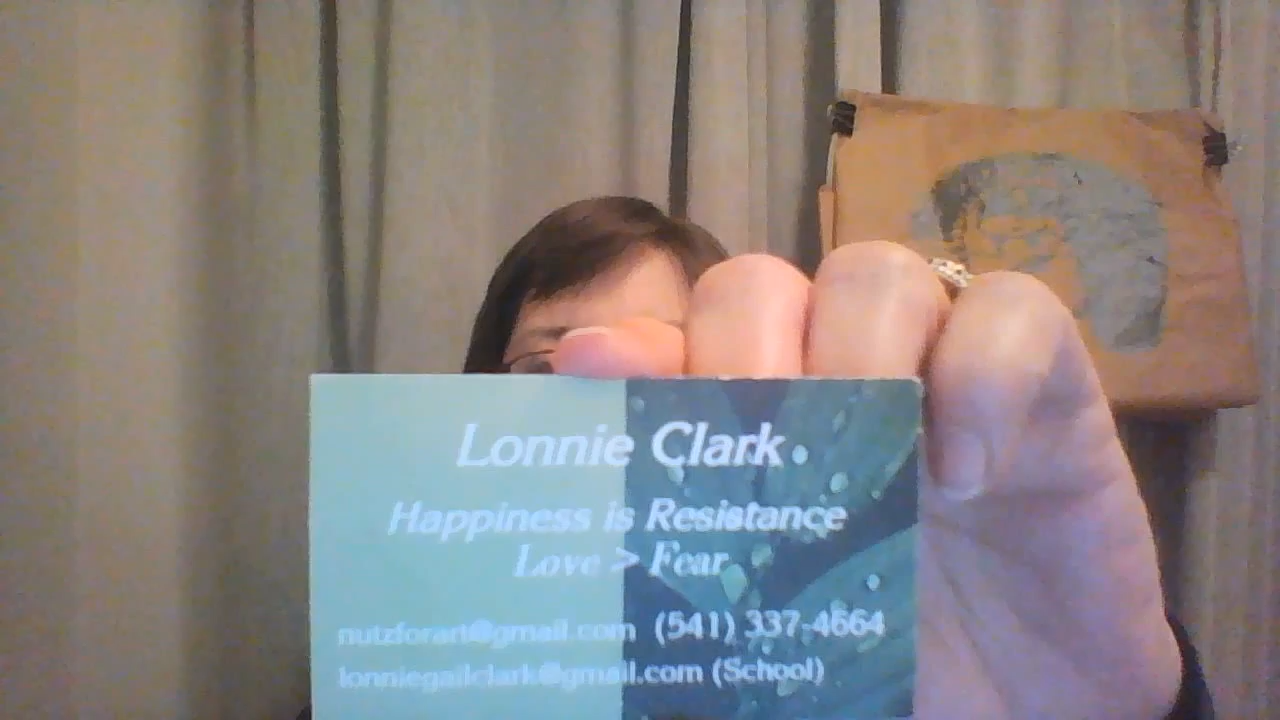 Lonnie Clark
Happiness is Resistance
Love > Fear
nutzforart@gmail.com (541) 337-4664
lonniegailclark@gmail.com (School)